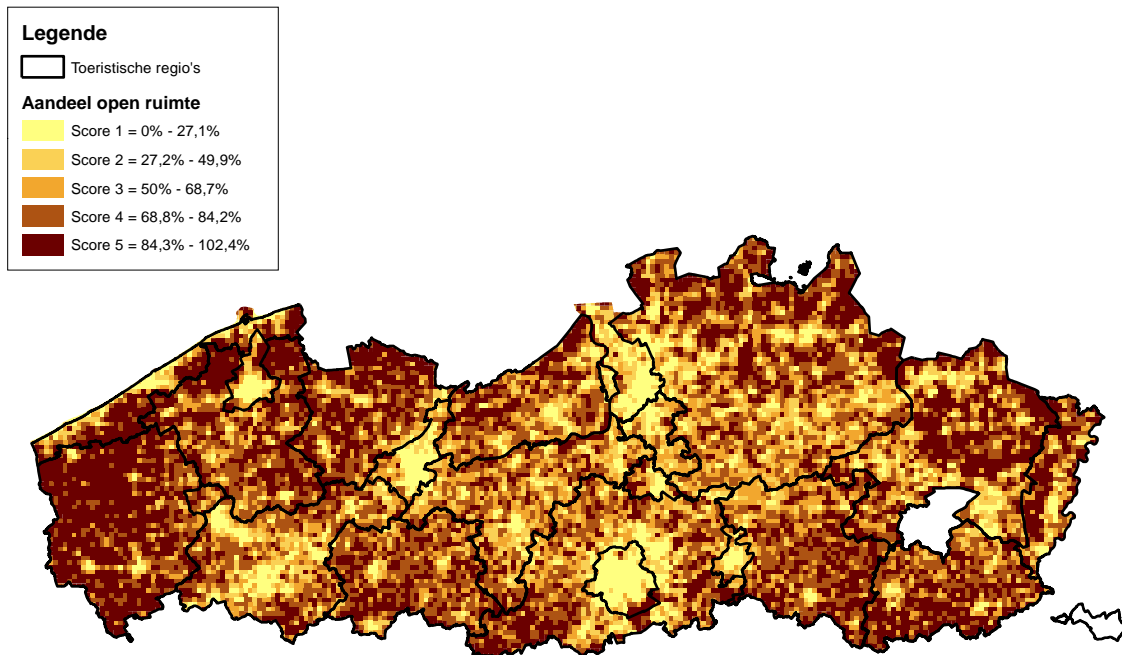 Legende
Toeristische regio's
Aandeel open ruimte
Score 1 = 0% - 27,1%
Score 2 = 27,2% - 49,9%
Score 3 = 50% - 68,7%
Score 4 = 68,8% - 84,2%
Score 5 = 84,3% - 102,4%